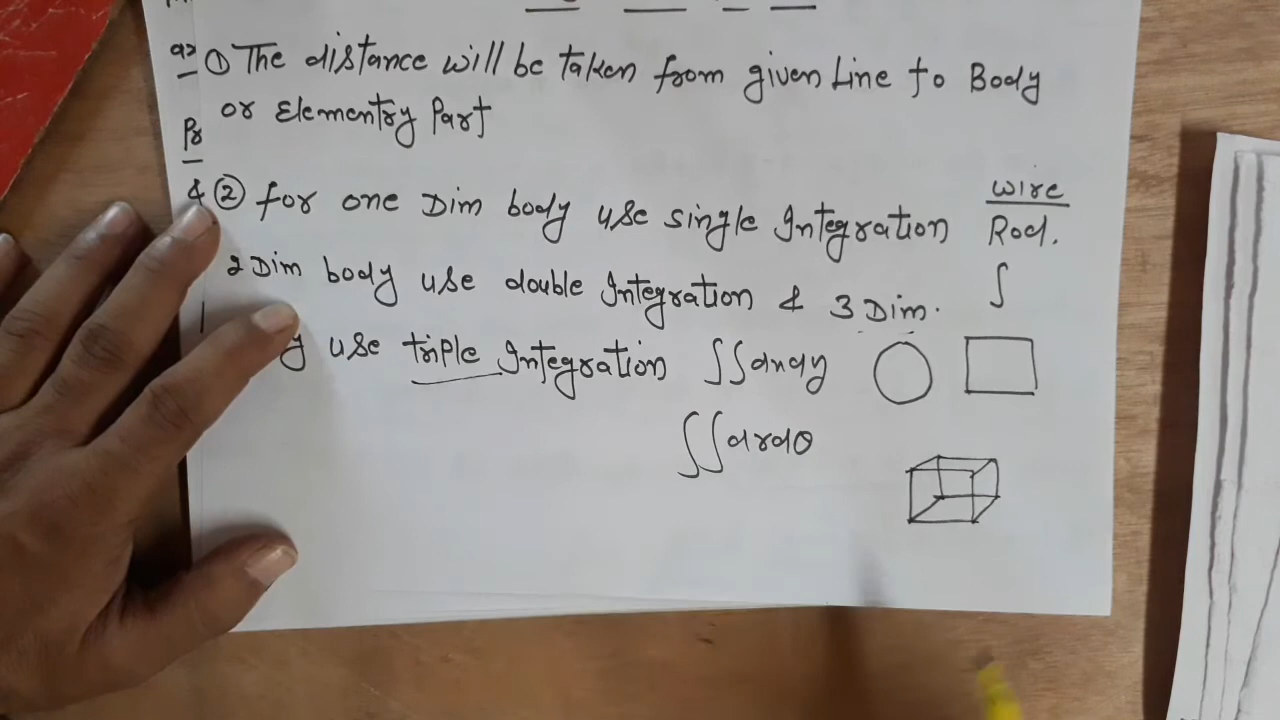 ① The distance will be taken from given Line to Body
or Elementry Part
& ② for one Dim body use single Integration wire
Rod.
2 Dim body use double Integration & 3 Dim. ∫
y use triple Integration ∫∫dxdy
∫∫drdθ